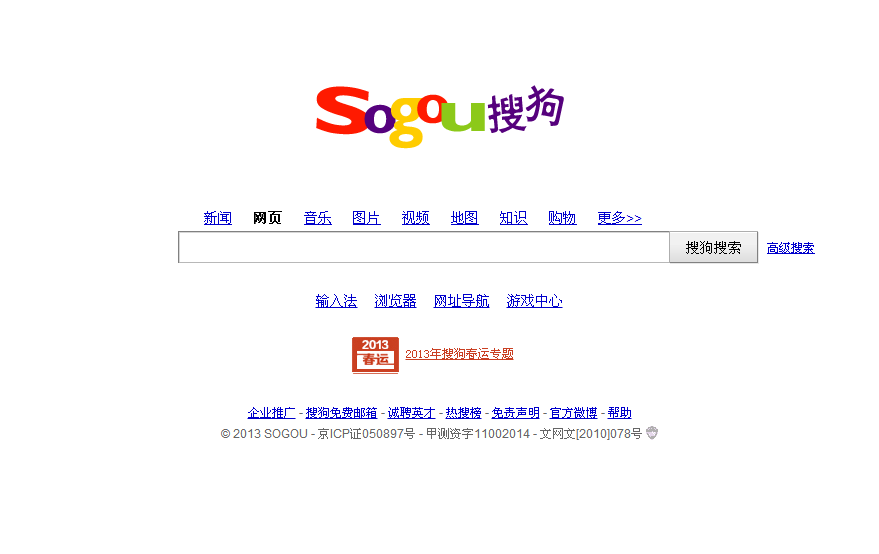 Sogou搜狗
新闻 网页 音乐 图片 视频 地图 知识 购物 更多>>
搜狗搜索 高级搜索
输入法 浏览器 网址导航 游戏中心
2013
春运
2013年搜狗春运专题
企业推广 - 搜狗免费邮箱 - 诚聘英才 - 热搜榜 - 免责声明 - 官方微博 - 帮助
© 2013 SOGOU - 京ICP证050897号 - 甲测资字11002014 - 文网文[2010]078号